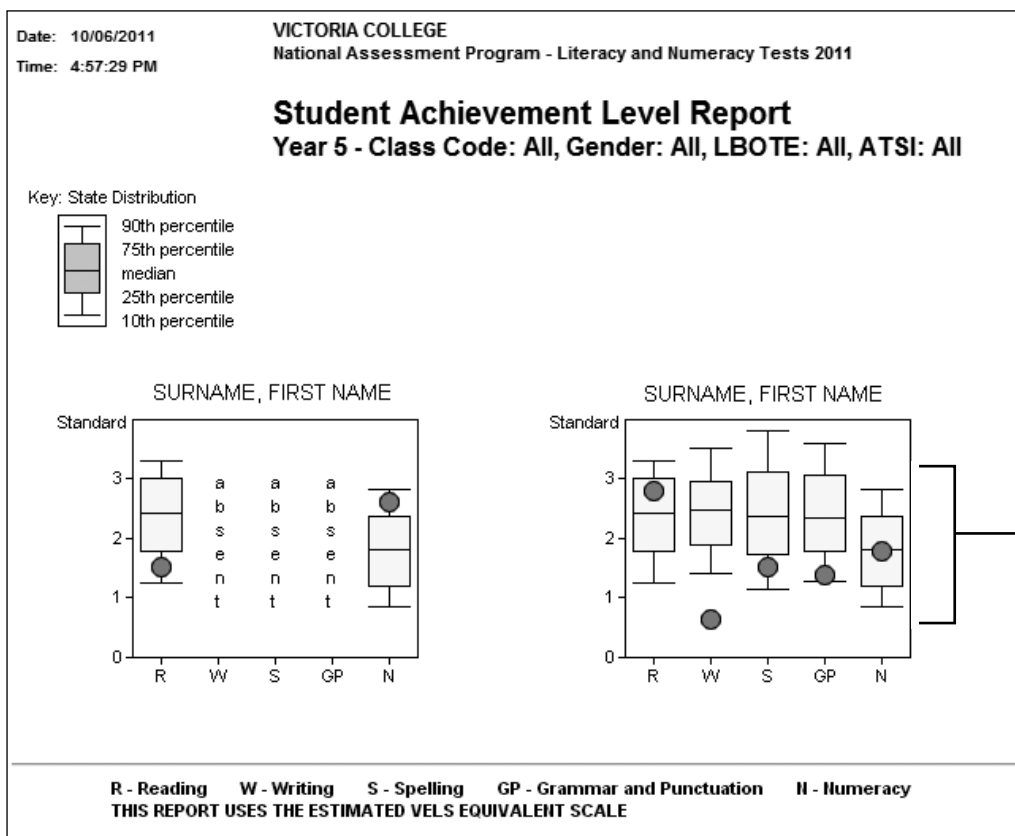 Date: 10/06/2011
Time: 4:57:29 PM
VICTORIA COLLEGE
National Assessment Program - Literacy and Numeracy Tests 2011
Student Achievement Level Report
Year 5 - Class Code: All, Gender: All, LBOTE: All, ATSI: All
Key: State Distribution
90th percentile
75th percentile
median
25th percentile
10th percentile
SURNAME, FIRST NAME
Standard
3
2
1
0
absent
absent
absent
R W S GP N
SURNAME, FIRST NAME
Standard
3
2
1
0
R W S GP N
R - Reading W - Writing S - Spelling GP - Grammar and Punctuation N - Numeracy
THIS REPORT USES THE ESTIMATED VELS EQUIVALENT SCALE